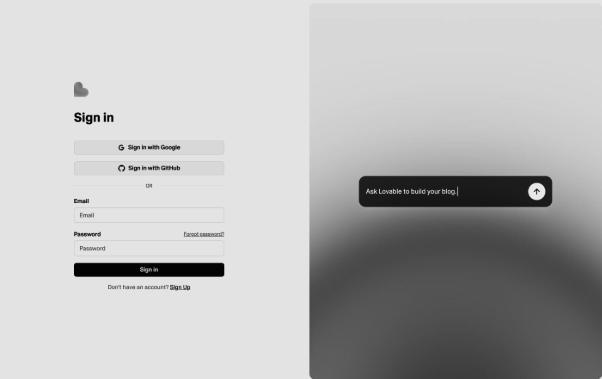 Sign in
Sign in with Google
Sign in with GitHub
OR
Email
Email
Password Forgot password?
Password
Sign in
Don't have an account? Sign Up
Ask Lovable to build your blog.